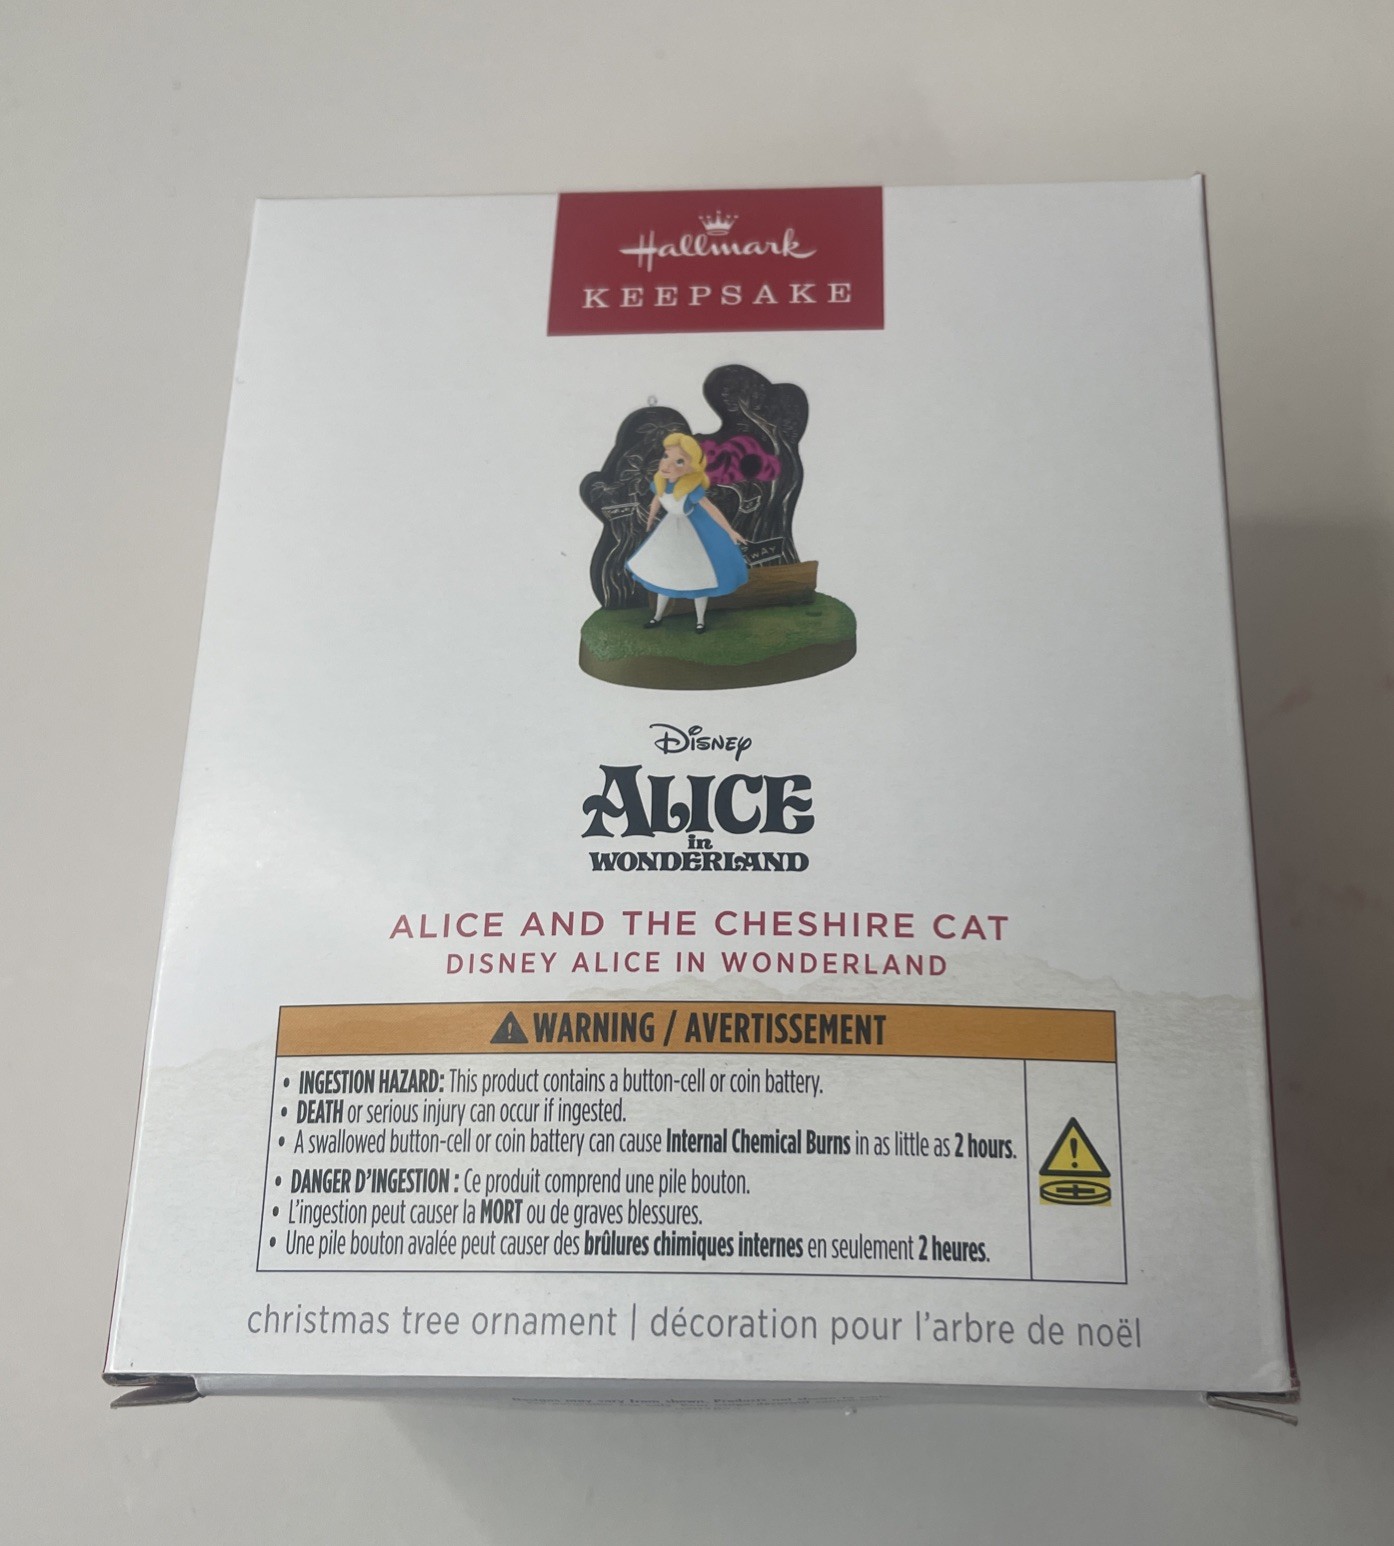 Hallmark
KEEPSAKE
WAY
Disney
ALICE
in
WONDERLAND
ALICE AND THE CHESHIRE CAT
DISNEY ALICE IN WONDERLAND
WARNING / AVERTISSEMENT
• INGESTION HAZARD: This product contains a button-cell or coin battery.
• DEATH or serious injury can occur if ingested.
• A swallowed button-cell or coin battery can cause Internal Chemical Burns in as little as 2 hours.
• DANGER D'INGESTION : Ce produit comprend une pile bouton.
• L'ingestion peut causer la MORT ou de graves blessures.
• Une pile bouton avalée peut causer des brûlures chimiques internes en seulement 2 heures.
christmas tree ornament | décoration pour l'arbre de noël